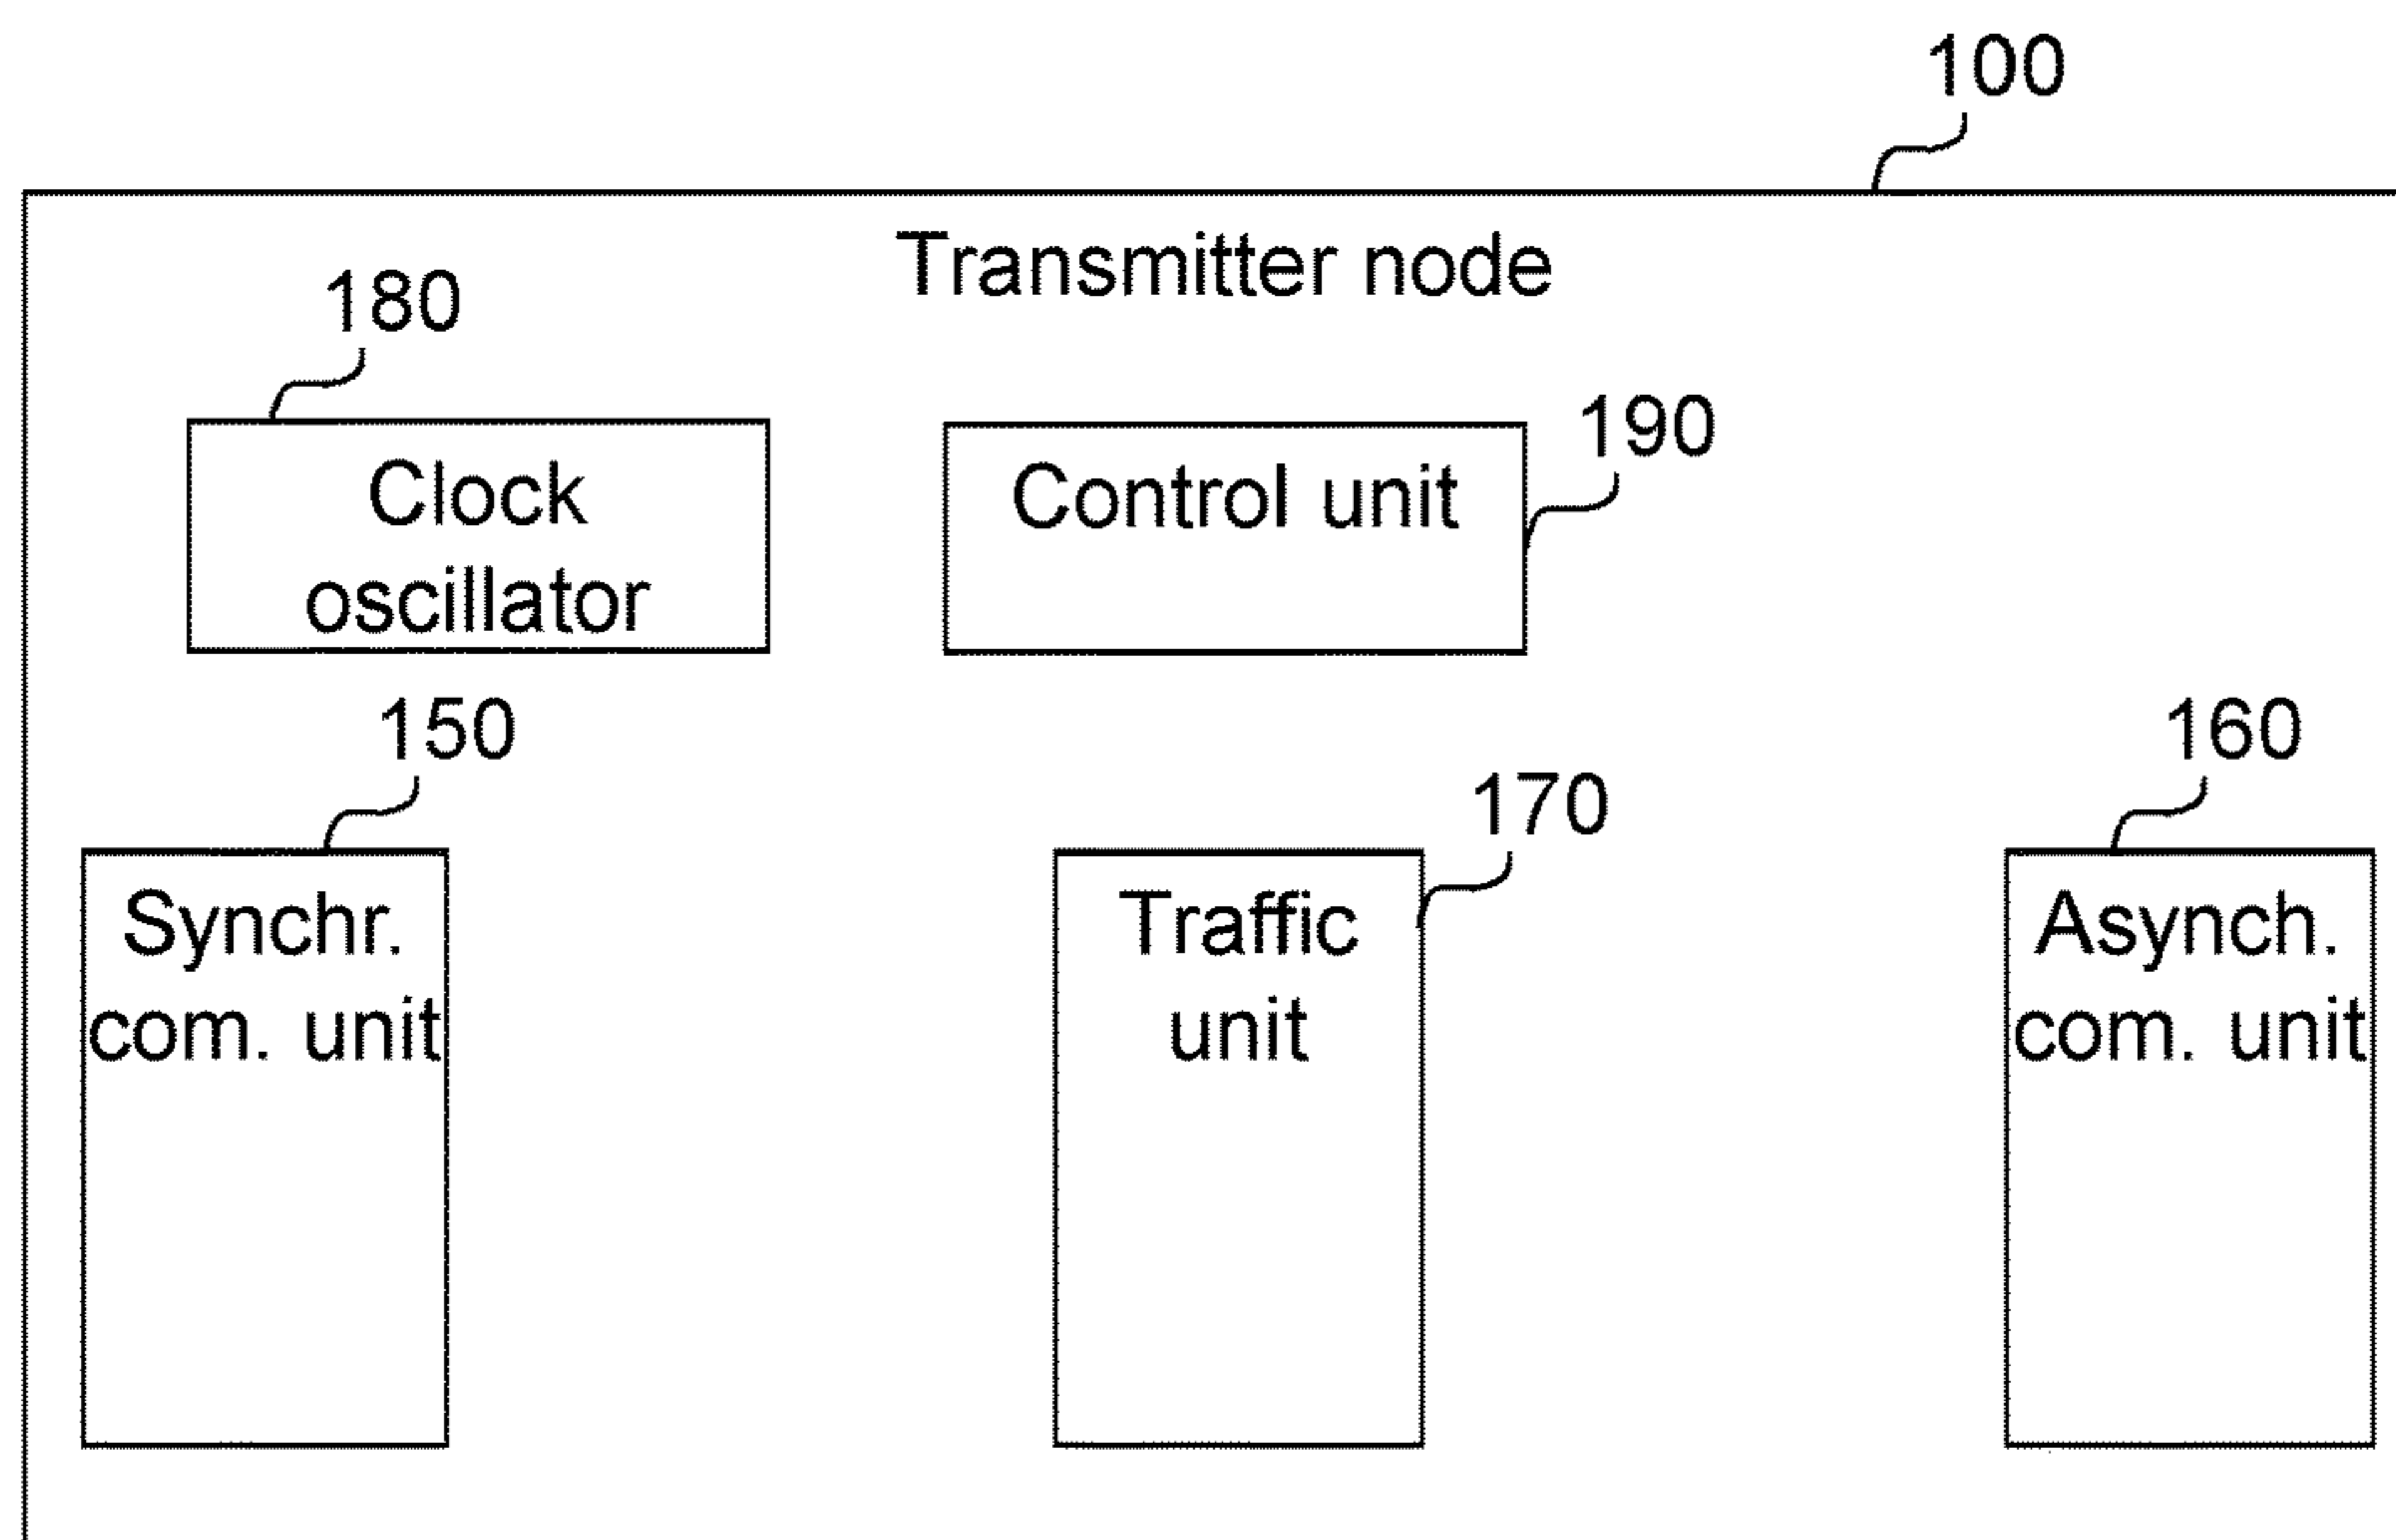 100
Transmitter node
180
Clock
oscillator
190
Control unit
150
Synchr.
com. unit
170
Traffic
unit
160
Asynch.
com. unit